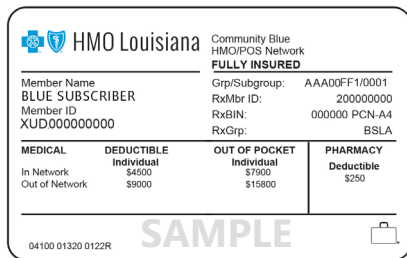 HMO Louisiana
Community Blue
HMO/POS Network
FULLY INSURED
Member Name
BLUE SUBSCRIBER
Member ID
XUD000000000
Grp/Subgroup: AAA00FF1/0001
RxMbr ID: 200000000
RxBIN: 000000 PCN-A4
RxGrp: BSLA
MEDICAL DEDUCTIBLE OUT OF POCKET PHARMACY
Individual Individual Deductible
In Network $4500 $7900 $250
Out of Network $9000 $15800
SAMPLE
04100 01320 0122R